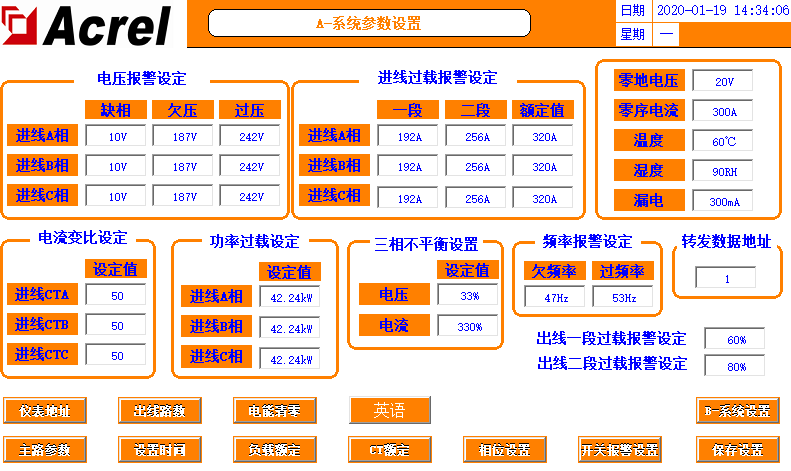 Acrel
A-系统参数设置
日期 2020-01-19 14:34:06
星期 一
电压报警设定
缺相 欠压 过压
进线A相 10V 187V 242V
进线B相 10V 187V 242V
进线C相 10V 187V 242V
进线过载报警设定
一段 二段 额定值
进线A相 192A 256A 320A
进线B相 192A 256A 320A
进线C相 192A 256A 320A
零地电压 20V
零序电流 300A
温度 60℃
湿度 90RH
漏电 300mA
电流变比设定
设定值
进线CTA 50
进线CTB 50
进线CTC 50
功率过载设定
设定值
进线A相 42.24kW
进线B相 42.24kW
进线C相 42.24kW
三相不平衡设置
设定值
电压 33%
电流 330%
频率报警设定
欠频率 过频率
47Hz 53Hz
转发数据地址
1
出线一段过载报警设定 60%
出线二段过载报警设定 80%
仪表地址 出线路数 电能清零 英语 B-系统设置
主路参数 设置时间 负载额定 CT额定 相位设置 开关报警设置 保存设置